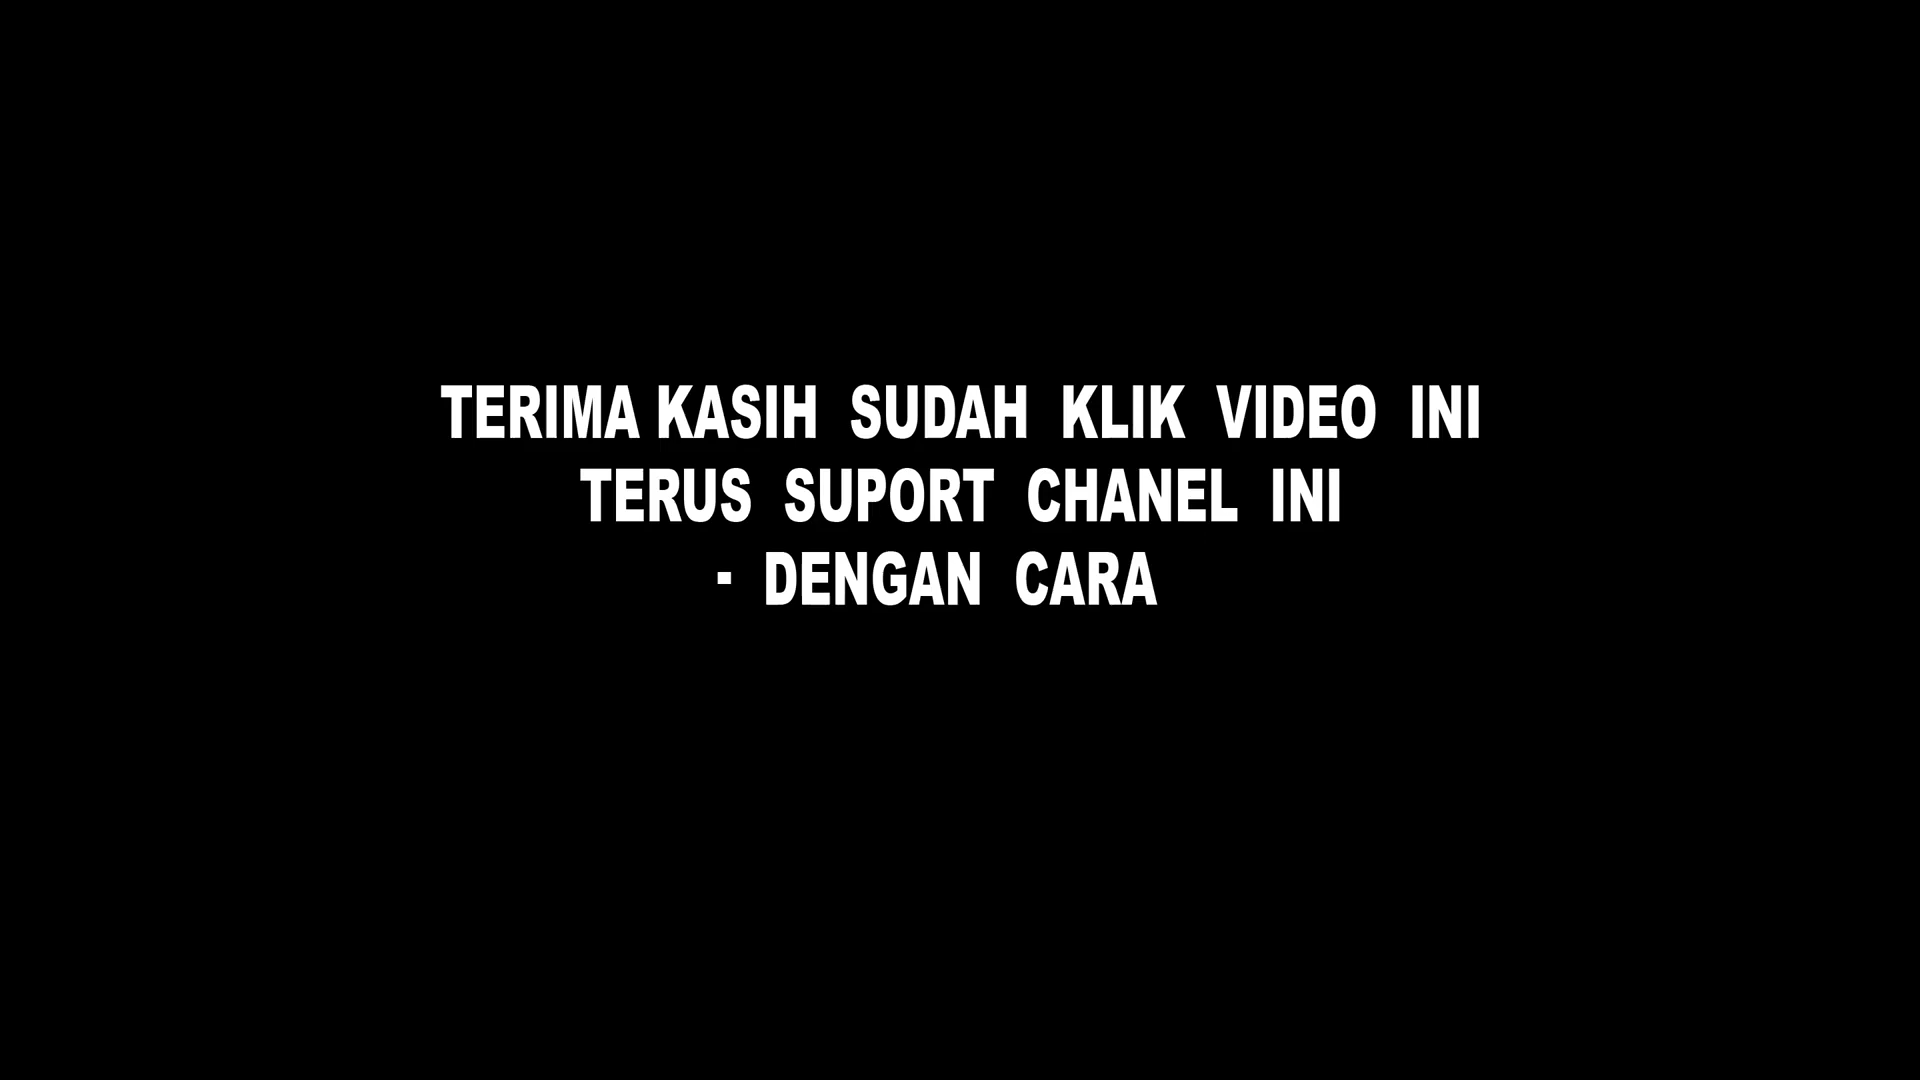 TERIMA KASIH SUDAH KLIK VIDEO INI
TERUS SUPORT CHANEL INI
- DENGAN CARA